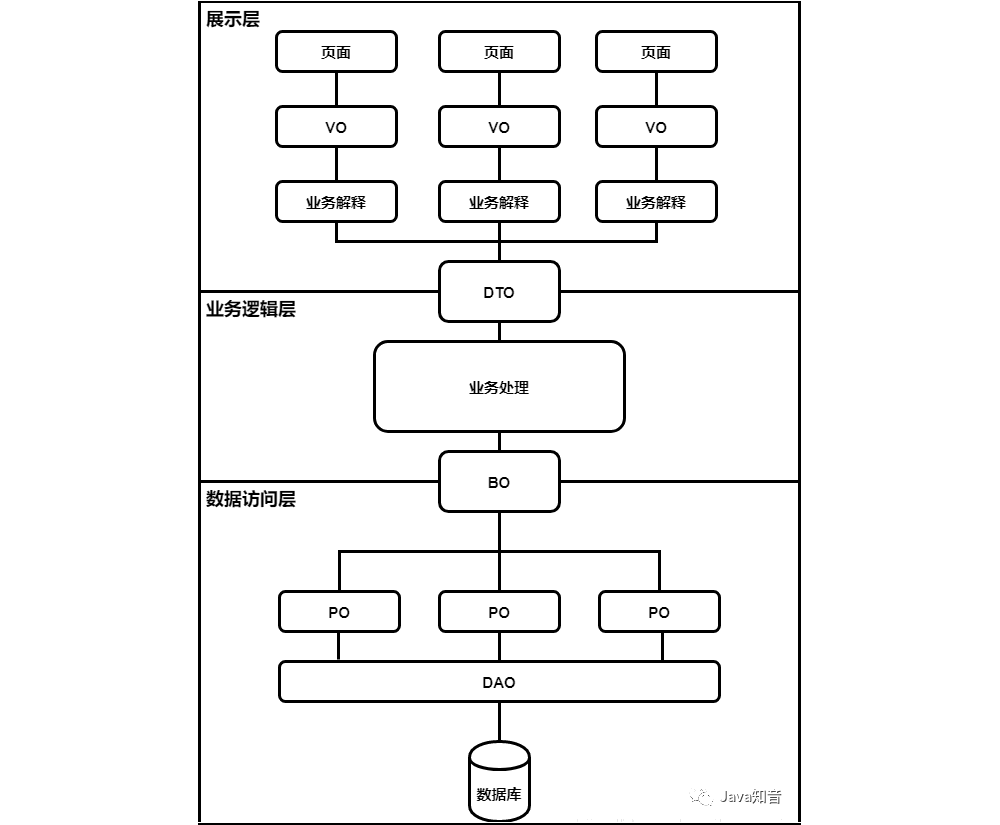 展示层
页面
页面
页面
VO
VO
VO
业务解释
业务解释
业务解释
DTO
业务逻辑层
业务处理
BO
数据访问层
PO
PO
PO
DAO
数据库
Java知音